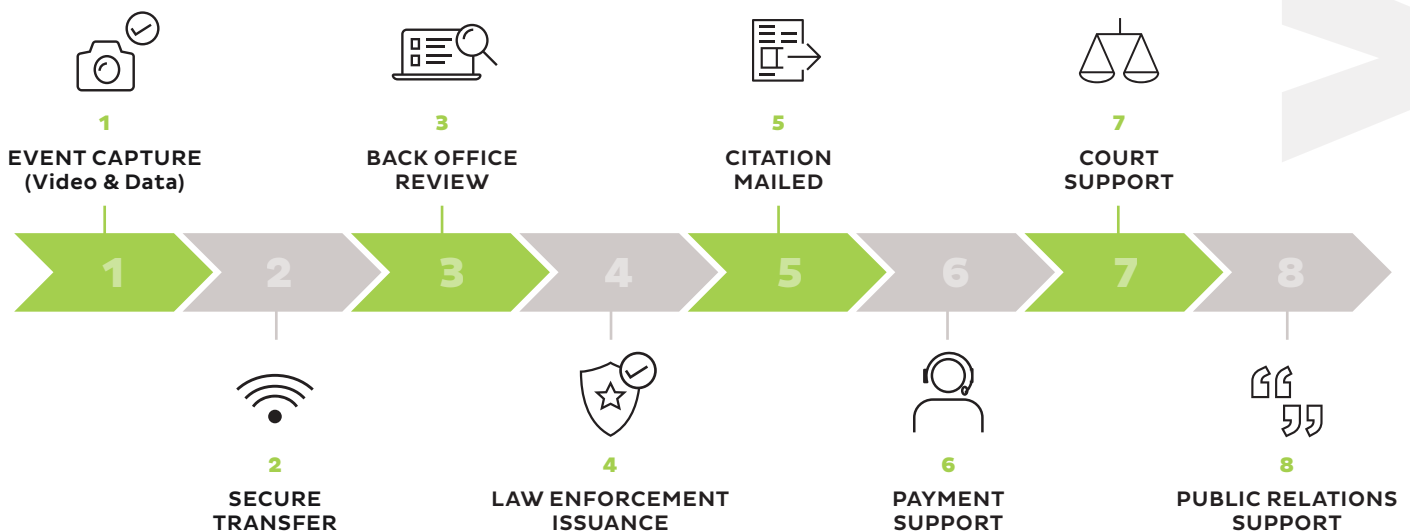 1
EVENT CAPTURE
(Video & Data)
3
BACK OFFICE
REVIEW
5
CITATION
MAILED
7
COURT
SUPPORT
1
2
3
4
5
6
7
8
2
SECURE
TRANSFER
4
LAW ENFORCEMENT
ISSUANCE
6
PAYMENT
SUPPORT
8
PUBLIC RELATIONS
SUPPORT